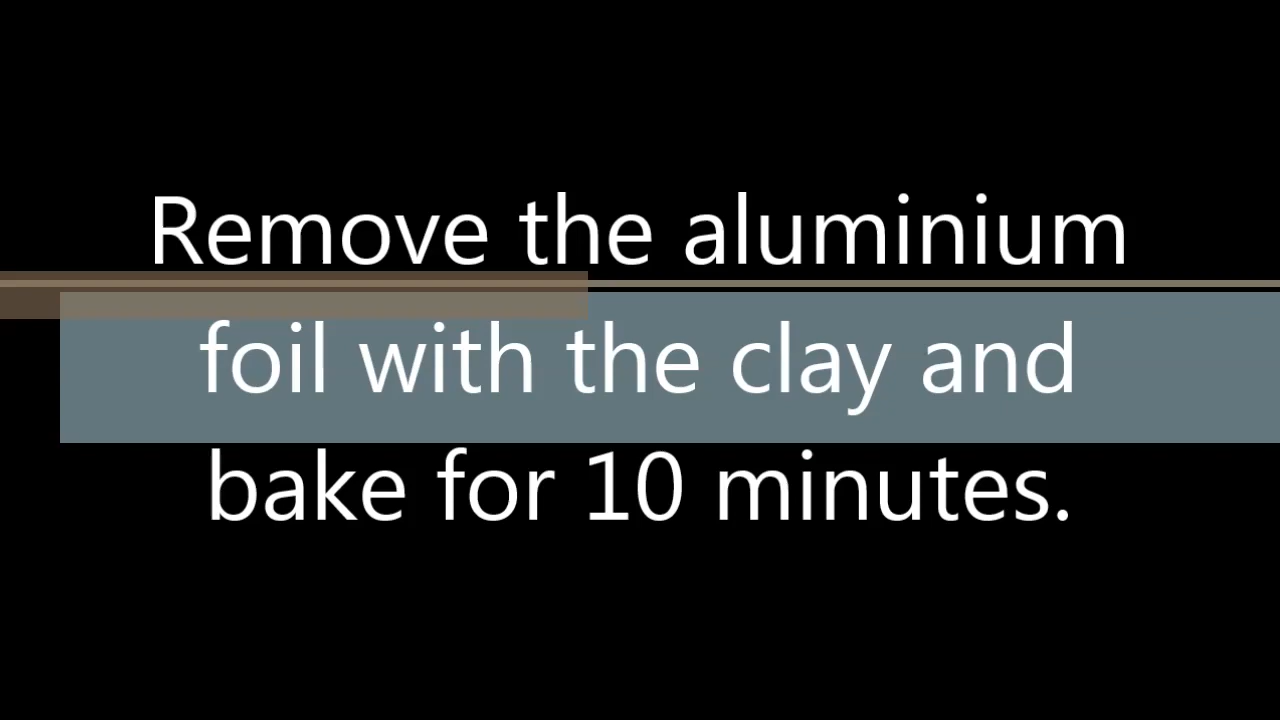 Remove the aluminium
foil with the clay and
bake for 10 minutes.